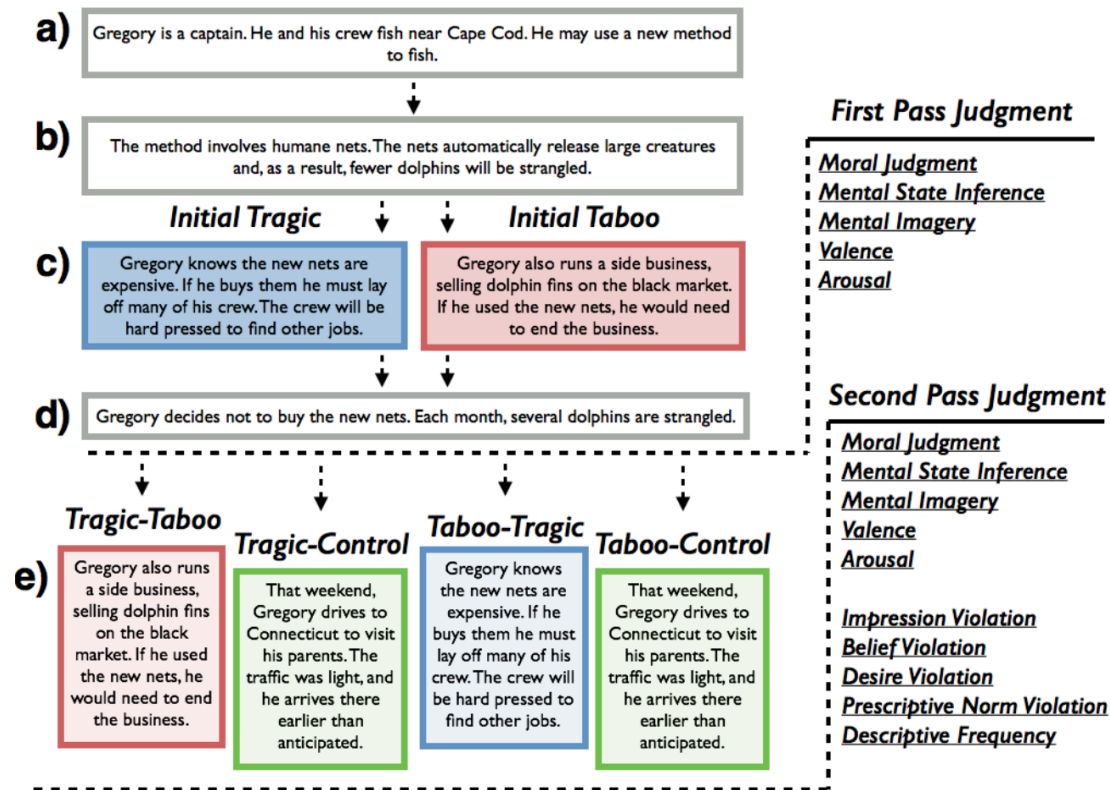 a)
Gregory is a captain. He and his crew fish near Cape Cod. He may use a new method
to fish.
b)
The method involves humane nets. The nets automatically release large creatures
and, as a result, fewer dolphins will be strangled.
Initial Tragic
Initial Taboo
c)
Gregory knows the new nets are
expensive. If he buys them he must lay
off many of his crew. The crew will be
hard pressed to find other jobs.
Gregory also runs a side business,
selling dolphin fins on the black market.
If he used the new nets, he would need
to end the business.
d)
Gregory decides not to buy the new nets. Each month, several dolphins are strangled.
First Pass Judgment
Moral Judgment
Mental State Inference
Mental Imagery
Valence
Arousal
Tragic-Taboo
Tragic-Control
Taboo-Tragic
Taboo-Control
e)
Gregory also runs
a side business,
selling dolphin fins
on the black
market. If he used
the new nets, he
would need to end
the business.
That weekend,
Gregory drives to
Connecticut to visit
his parents. The
traffic was light, and
he arrives there
earlier than
anticipated.
Gregory knows
the new nets are
expensive. If he
buys them he must
lay off many of his
crew. The crew will
be hard pressed to
find other jobs.
That weekend,
Gregory drives to
Connecticut to visit
his parents. The
traffic was light, and
he arrives there
earlier than
anticipated.
Second Pass Judgment
Moral Judgment
Mental State Inference
Mental Imagery
Valence
Arousal
Impression Violation
Belief Violation
Desire Violation
Prescriptive Norm Violation
Descriptive Frequency